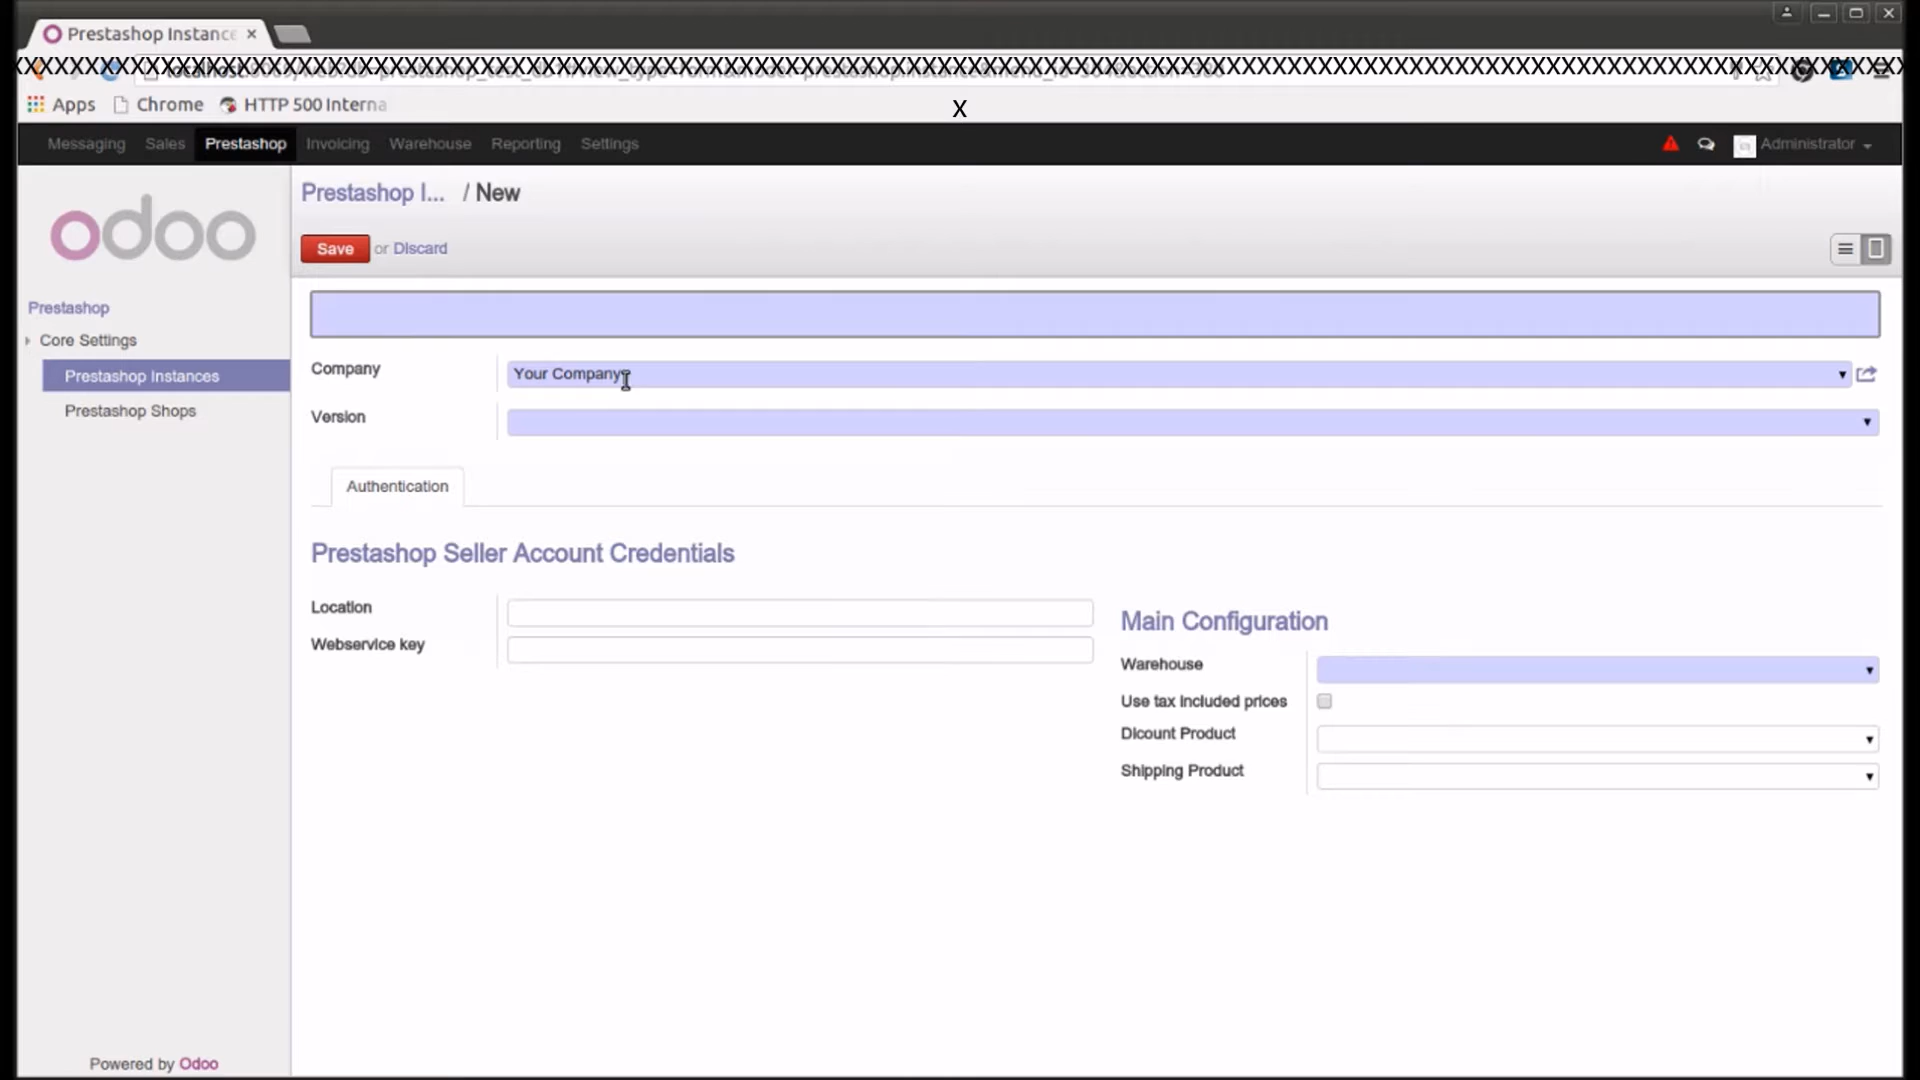 Prestashop Instance
Apps Chrome HTTP 500 Interna
X
Messaging Sales Prestashop Invoicing Warehouse Reporting Settings Administrator
odoo
Prestashop I... / New
Save or Discard
Prestashop
Core Settings
Prestashop Instances
Prestashop Shops
Company Your Company
Version
Authentication
Prestashop Seller Account Credentials
Location
Webservice key
Main Configuration
Warehouse
Use tax included prices
Dicount Product
Shipping Product
Powered by Odoo